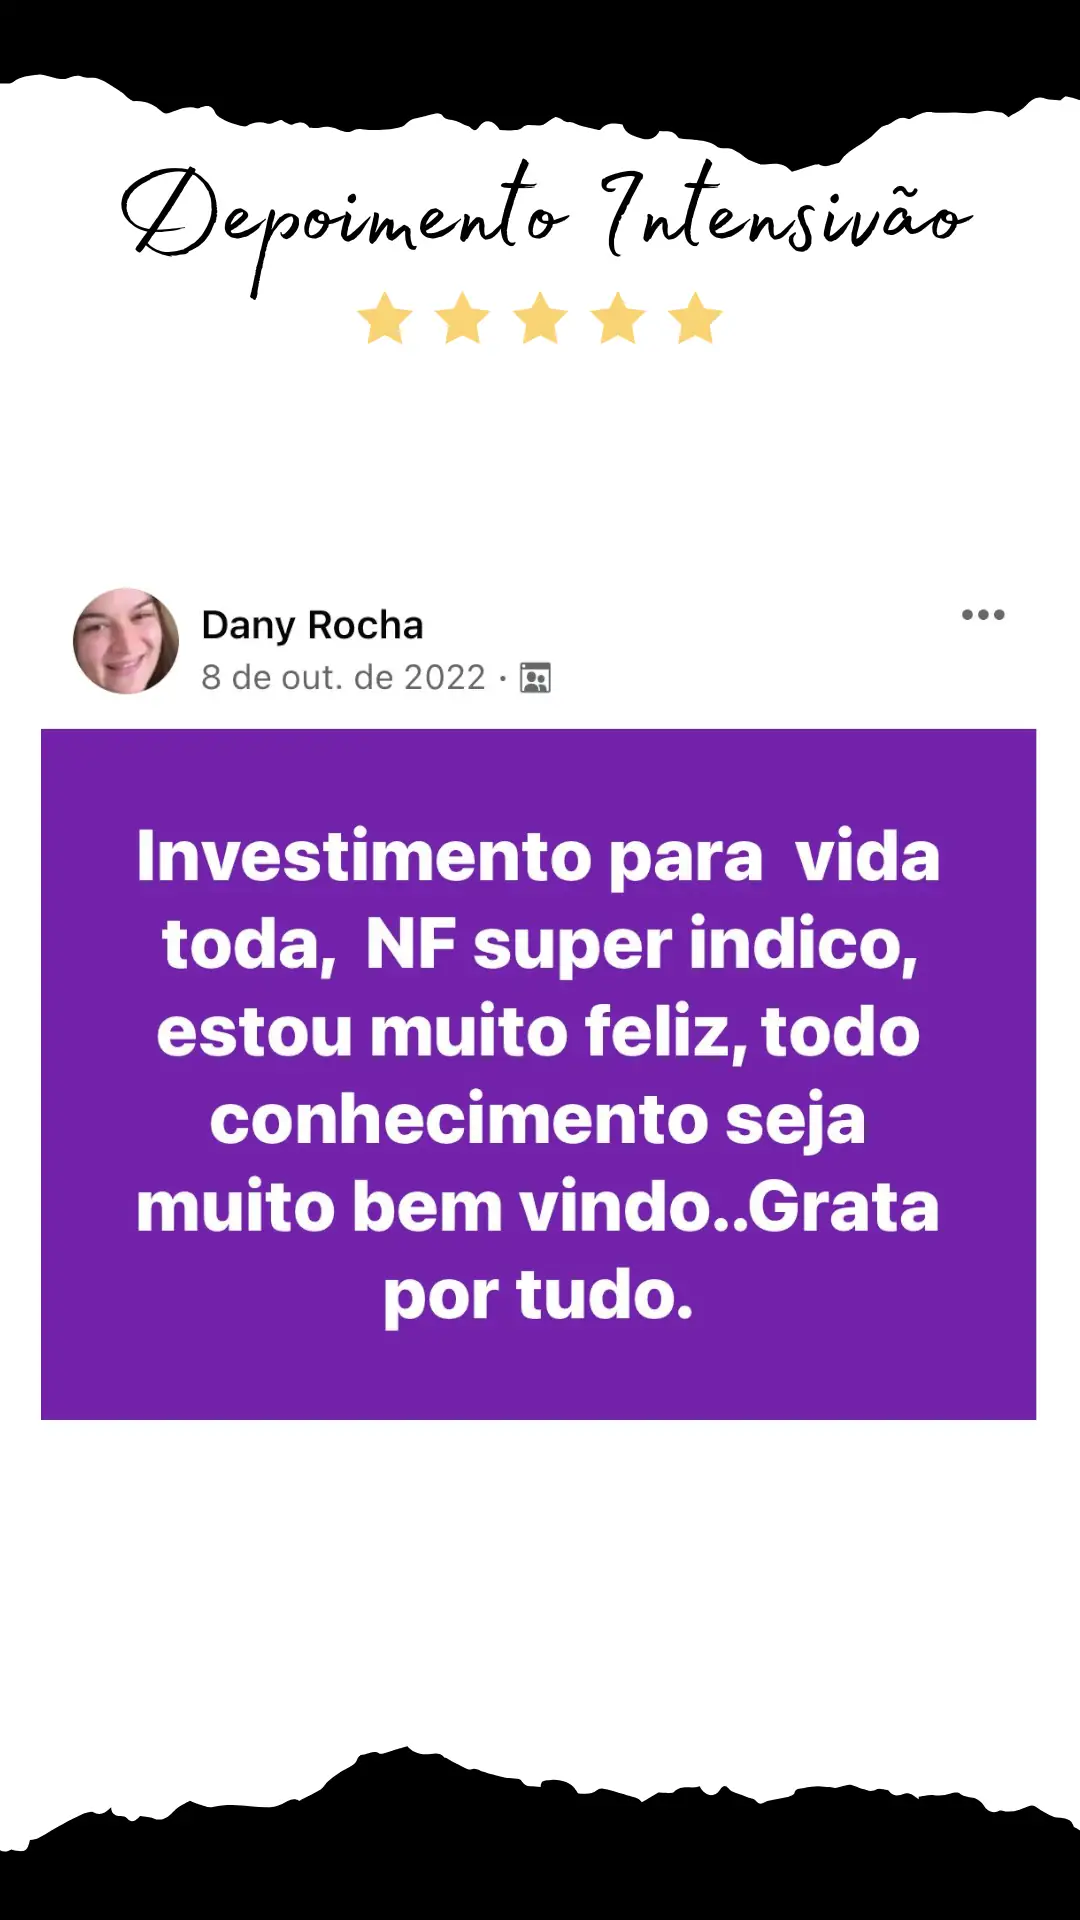 Depoimento Intensivão
Dany Rocha
8 de out. de 2022 ·
Investimento para  vida
toda,  NF super indico,
estou muito feliz, todo
conhecimento seja
muito bem vindo..Grata
por tudo.